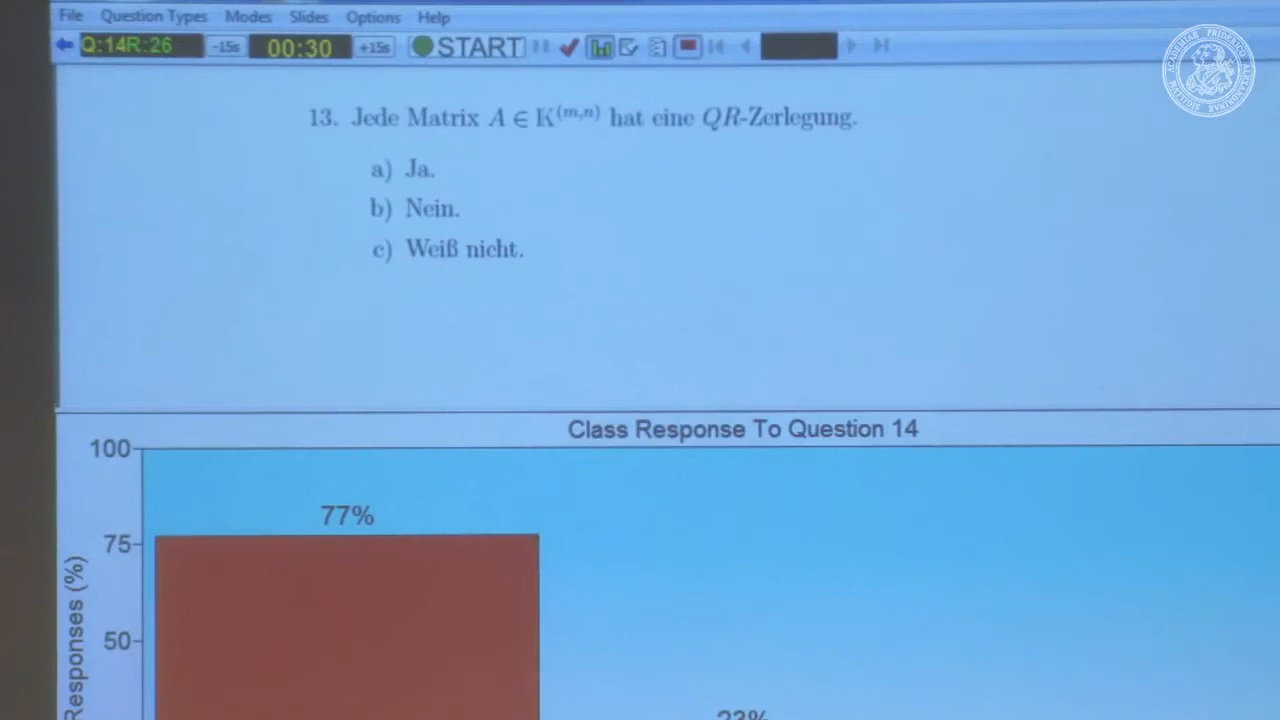 File Question Types Modes Slides Options Help
Q:14R:26 -15s 00:30 +15s START
13. Jede Matrix A ∈ K^(m,n) hat eine QR-Zerlegung.
a) Ja.
b) Nein.
c) Weiß nicht.
Class Response To Question 14
100
77%
75
50
Responses (%)
23%